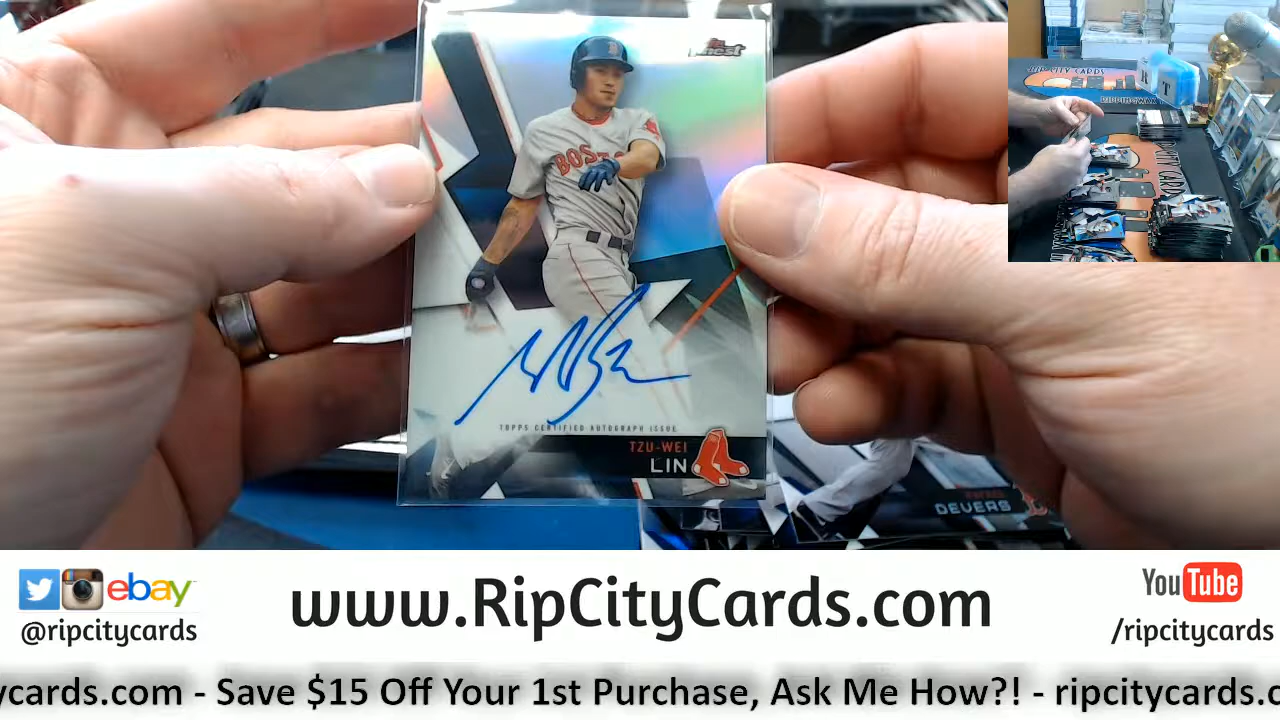 Finest
BOSTON
TOPPS CERTIFIED AUTOGRAPH ISSUE
TZU-WEI
LIN
RAFAEL
DEVERS
RIP CITY CARDS
ebay
@ripcitycards
www.RipCityCards.com
YouTube
/ripcitycards
ycards.com - Save $15 Off Your 1st Purchase, Ask Me How?! - ripcitycards.c